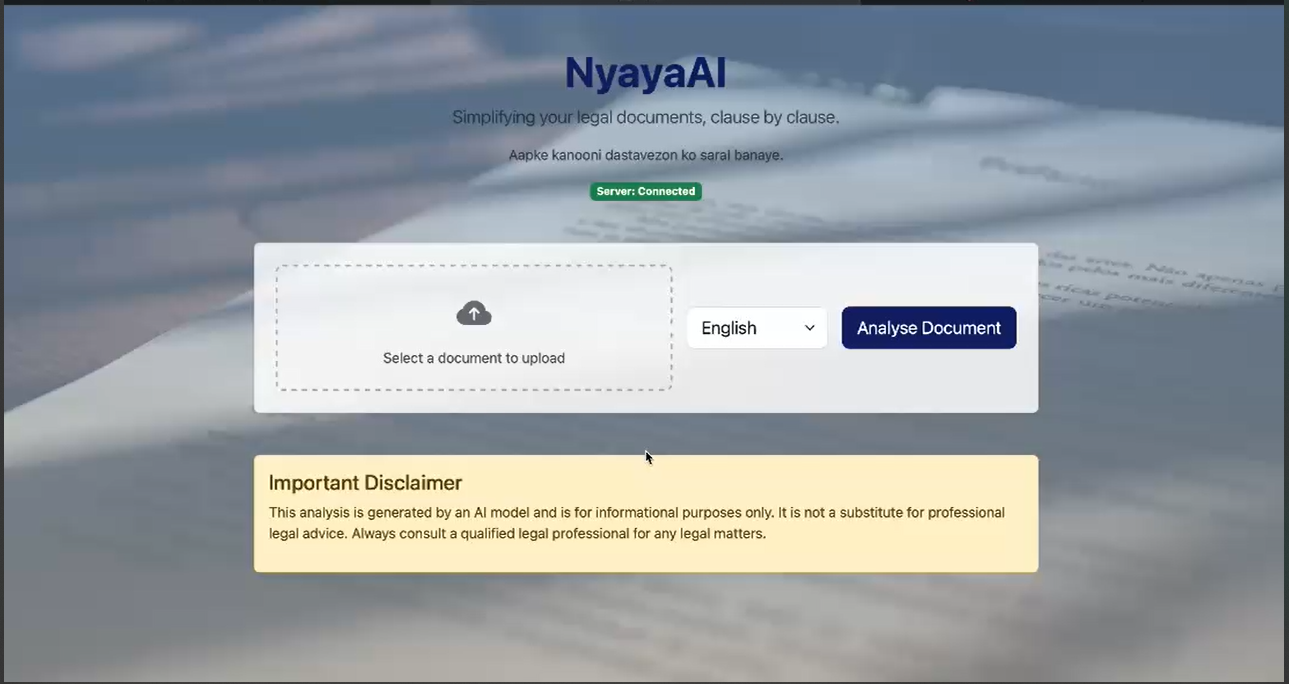 NyayaAI
Simplifying your legal documents, clause by clause.
Aapke kanooni dastavezon ko saral banaye.
Server: Connected
Select a document to upload
English
Analyse Document
Important Disclaimer
This analysis is generated by an AI model and is for informational purposes only. It is not a substitute for professional
legal advice. Always consult a qualified legal professional for any legal matters.